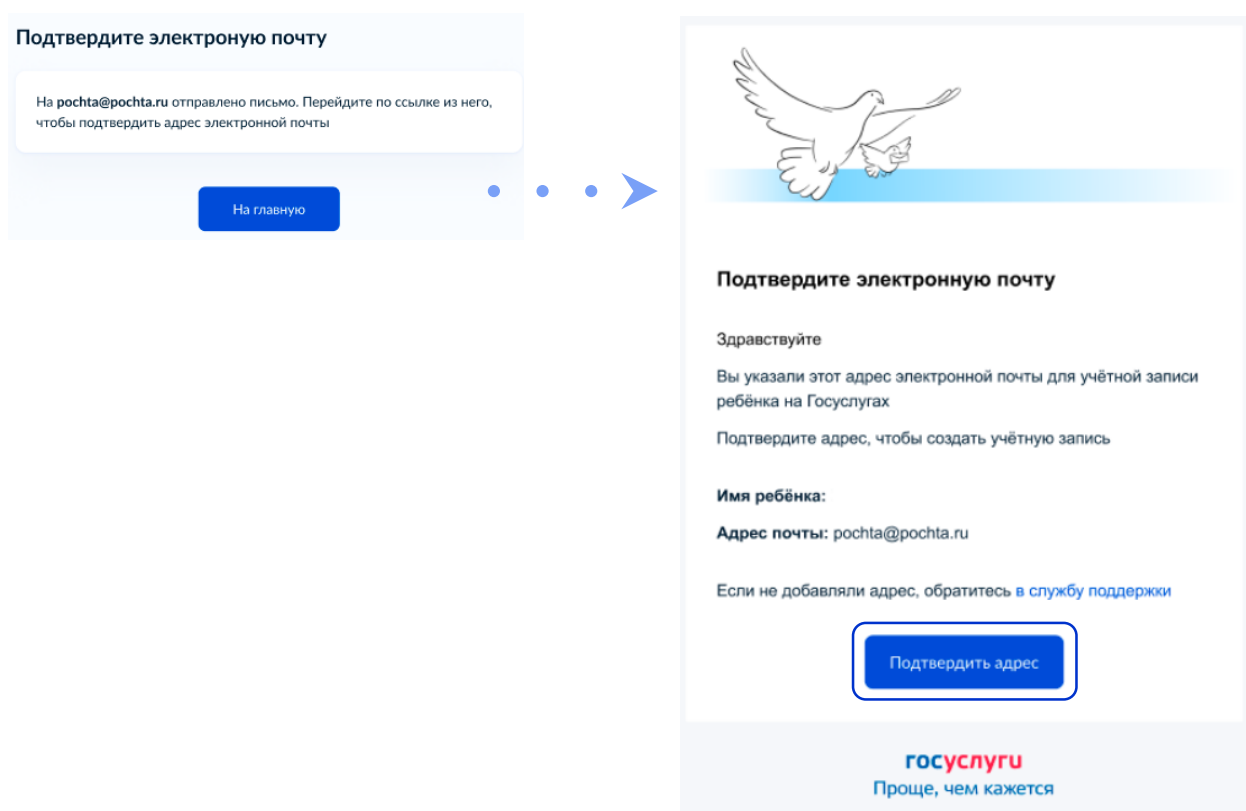 Подтвердите электроную почту
На pochta@pochta.ru отправлено письмо. Перейдите по ссылке из него,
чтобы подтвердить адрес электронной почты
На главную
Подтвердите электронную почту
Здравствуйте
Вы указали этот адрес электронной почты для учётной записи
ребёнка на Госуслугах
Подтвердите адрес, чтобы создать учётную запись
Имя ребёнка:
Адрес почты: pochta@pochta.ru
Если не добавляли адрес, обратитесь в службу поддержки
Подтвердить адрес
госуслуги
Проще, чем кажется